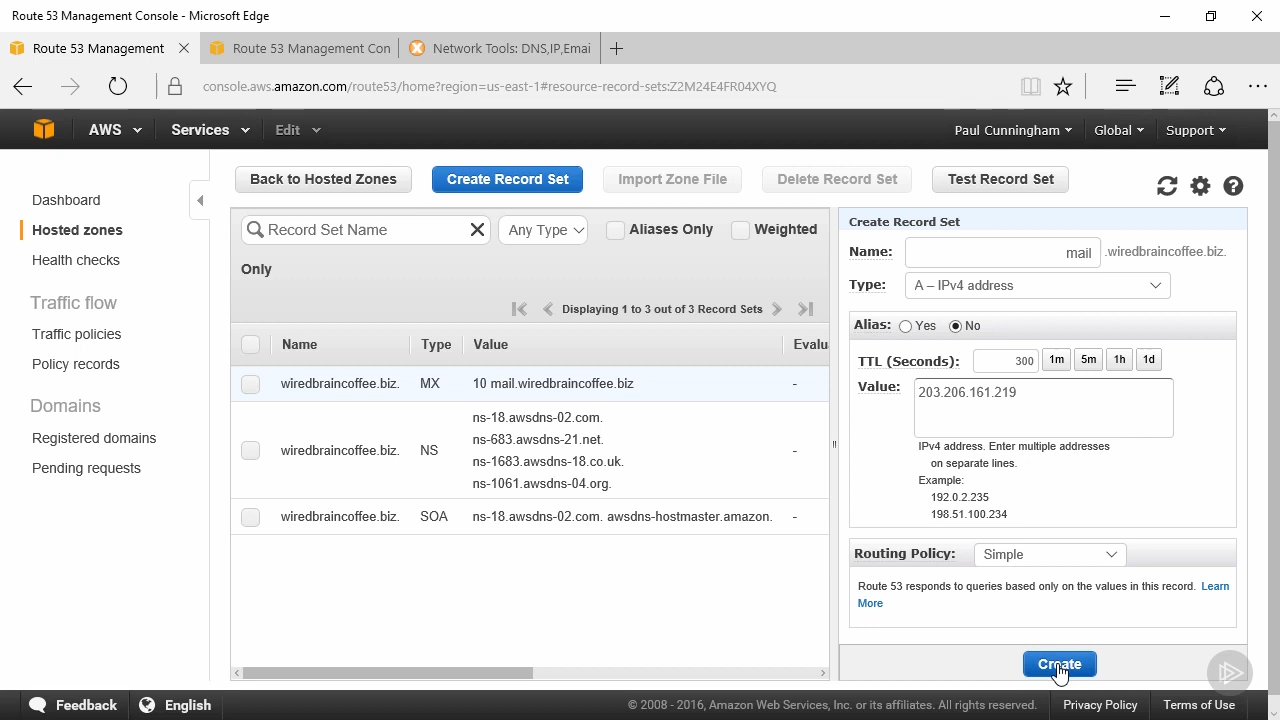 Route 53 Management Console - Microsoft Edge
Route 53 Management
Route 53 Management Con
Network Tools: DNS,IP,Emai
console.aws.amazon.com/route53/home?region=us-east-1#resource-record-sets:Z2M24E4FR04XYQ
AWS
Services
Edit
Paul Cunningham
Global
Support
Dashboard
Hosted zones
Health checks
Traffic flow
Traffic policies
Policy records
Domains
Registered domains
Pending requests
Back to Hosted Zones
Create Record Set
Import Zone File
Delete Record Set
Test Record Set
Record Set Name
Any Type
Aliases Only
Weighted
Only
Displaying 1 to 3 out of 3 Record Sets
Name Type Value Evalu
wiredbraincoffee.biz. MX 10 mail.wiredbraincoffee.biz -
ns-18.awsdns-02.com.
ns-683.awsdns-21.net.
wiredbraincoffee.biz. NS -
ns-1683.awsdns-18.co.uk.
ns-1061.awsdns-04.org.
wiredbraincoffee.biz. SOA ns-18.awsdns-02.com. awsdns-hostmaster.amazon. -
Create Record Set
Name: mail .wiredbraincoffee.biz.
Type: A – IPv4 address
Alias: Yes No
TTL (Seconds): 300 1m 5m 1h 1d
Value: 203.206.161.219
IPv4 address. Enter multiple addresses
on separate lines.
Example:
192.0.2.235
198.51.100.234
Routing Policy: Simple
Route 53 responds to queries based only on the values in this record. Learn
More
Create
Feedback
English
© 2008 - 2016, Amazon Web Services, Inc. or its affiliates. All rights reserved.
Privacy Policy
Terms of Use